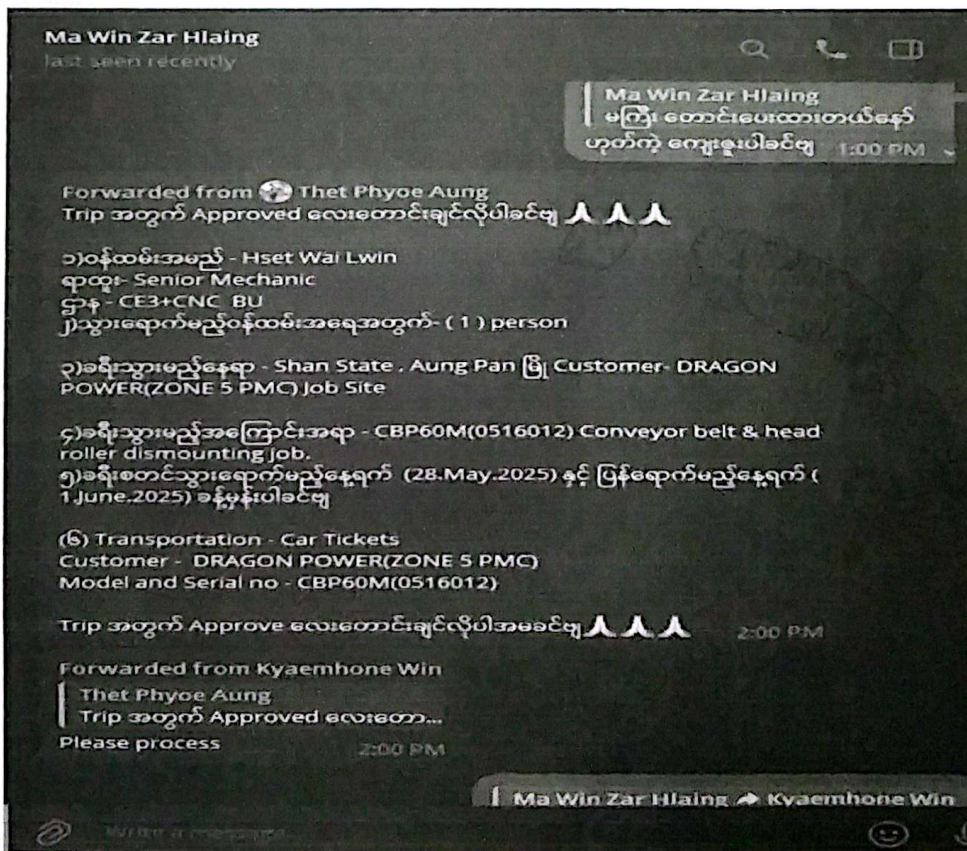 Ma Win Zar Hlaing
last seen recently
Ma Win Zar Hlaing
မကြီး တောင်းပေးထားတယ်နော်
ဟုတ်ကဲ့ ကျေးဇူးပါခင်ဗျ 1:00 PM
Forwarded from Thet Phyoe Aung
Trip အတွက် Approved လေးတောင်းချင်လိုပါခင်ဗျ 🙏🙏🙏
၁)ဝန်ထမ်းအမည် - Hset Wai Lwin
ရာထူး- Senior Mechanic
ဌာန - CE3+CNC BU
၂)သွားရောက်မည့်ဝန်ထမ်းအရေအတွက်- ( 1 ) person
၃)ခရီးသွားမည့်နေရာ - Shan State , Aung Pan မြို့ Customer- DRAGON
POWER(ZONE 5 PMC) Job Site
၄)ခရီးသွားမည့်အကြောင်းအရာ - CBP60M(0516012) Conveyor belt & head
roller dismounting job.
၅)ခရီးစတင်သွားရောက်မည့်နေ့ရက် (28.May.2025) နှင့် ပြန်ရောက်မည့်နေ့ရက် (
1.June.2025) ခန့်မှန်းပါခင်ဗျ
(၆) Transportation - Car Tickets
Customer - DRAGON POWER(ZONE 5 PMC)
Model and Serial no - CBP60M(0516012)
Trip အတွက် Approve လေးတောင်းချင်လိုပါအမခင်ဗျ🙏🙏🙏 2:00 PM
Forwarded from Kyaemhone Win
Thet Phyoe Aung
Trip အတွက် Approved လေးတော...
Please process 2:00 PM
Ma Win Zar Hlaing → Kyaemhone Win
Write a message...